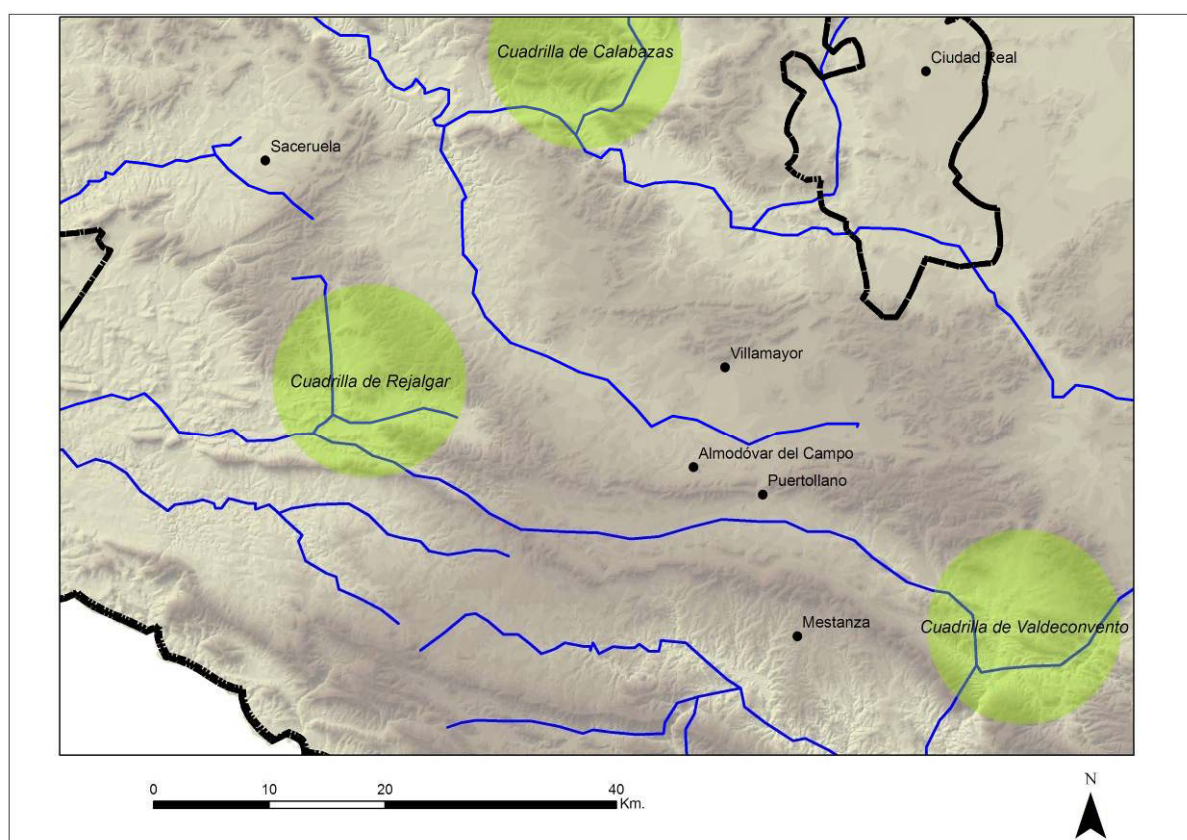 Cuadrilla de Calabazas
Ciudad Real
Saceruela
Villamayor
Cuadrilla de Rejalgar
Almodóvar del Campo
Puertollano
Mestanza
Cuadrilla de Valdeconvento
0 10 20 40
Km.
N